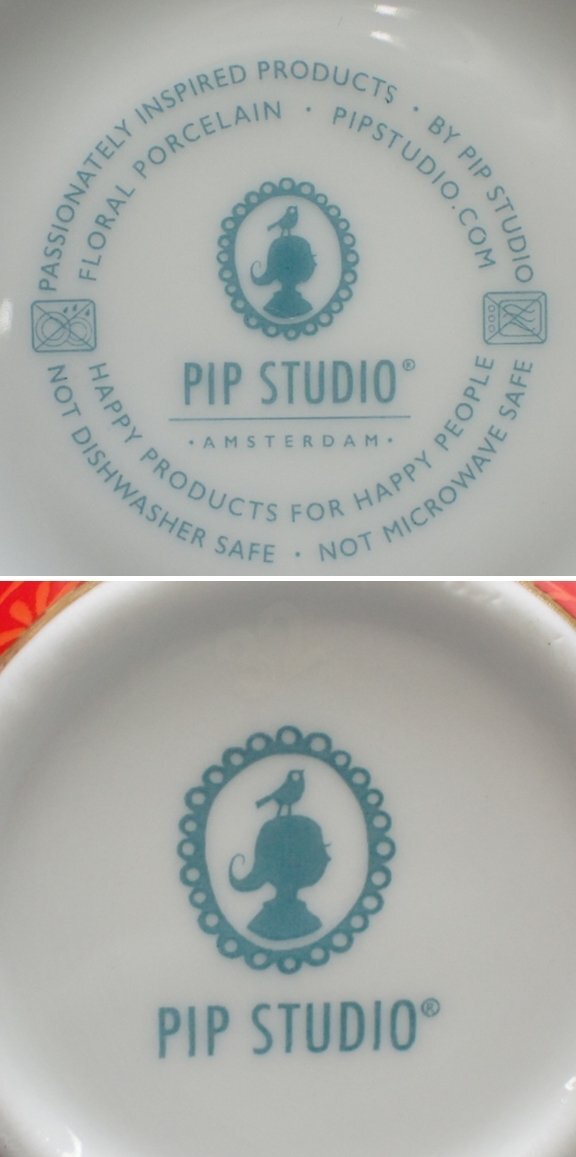 PASSIONATELY INSPIRED PRODUCTS • BY PIP STUDIO
FLORAL PORCELAIN • PIPSTUDIO.COM
PIP STUDIO®
•AMSTERDAM•
HAPPY PRODUCTS FOR HAPPY PEOPLE
NOT DISHWASHER SAFE • NOT MICROWAVE SAFE
PIP STUDIO®